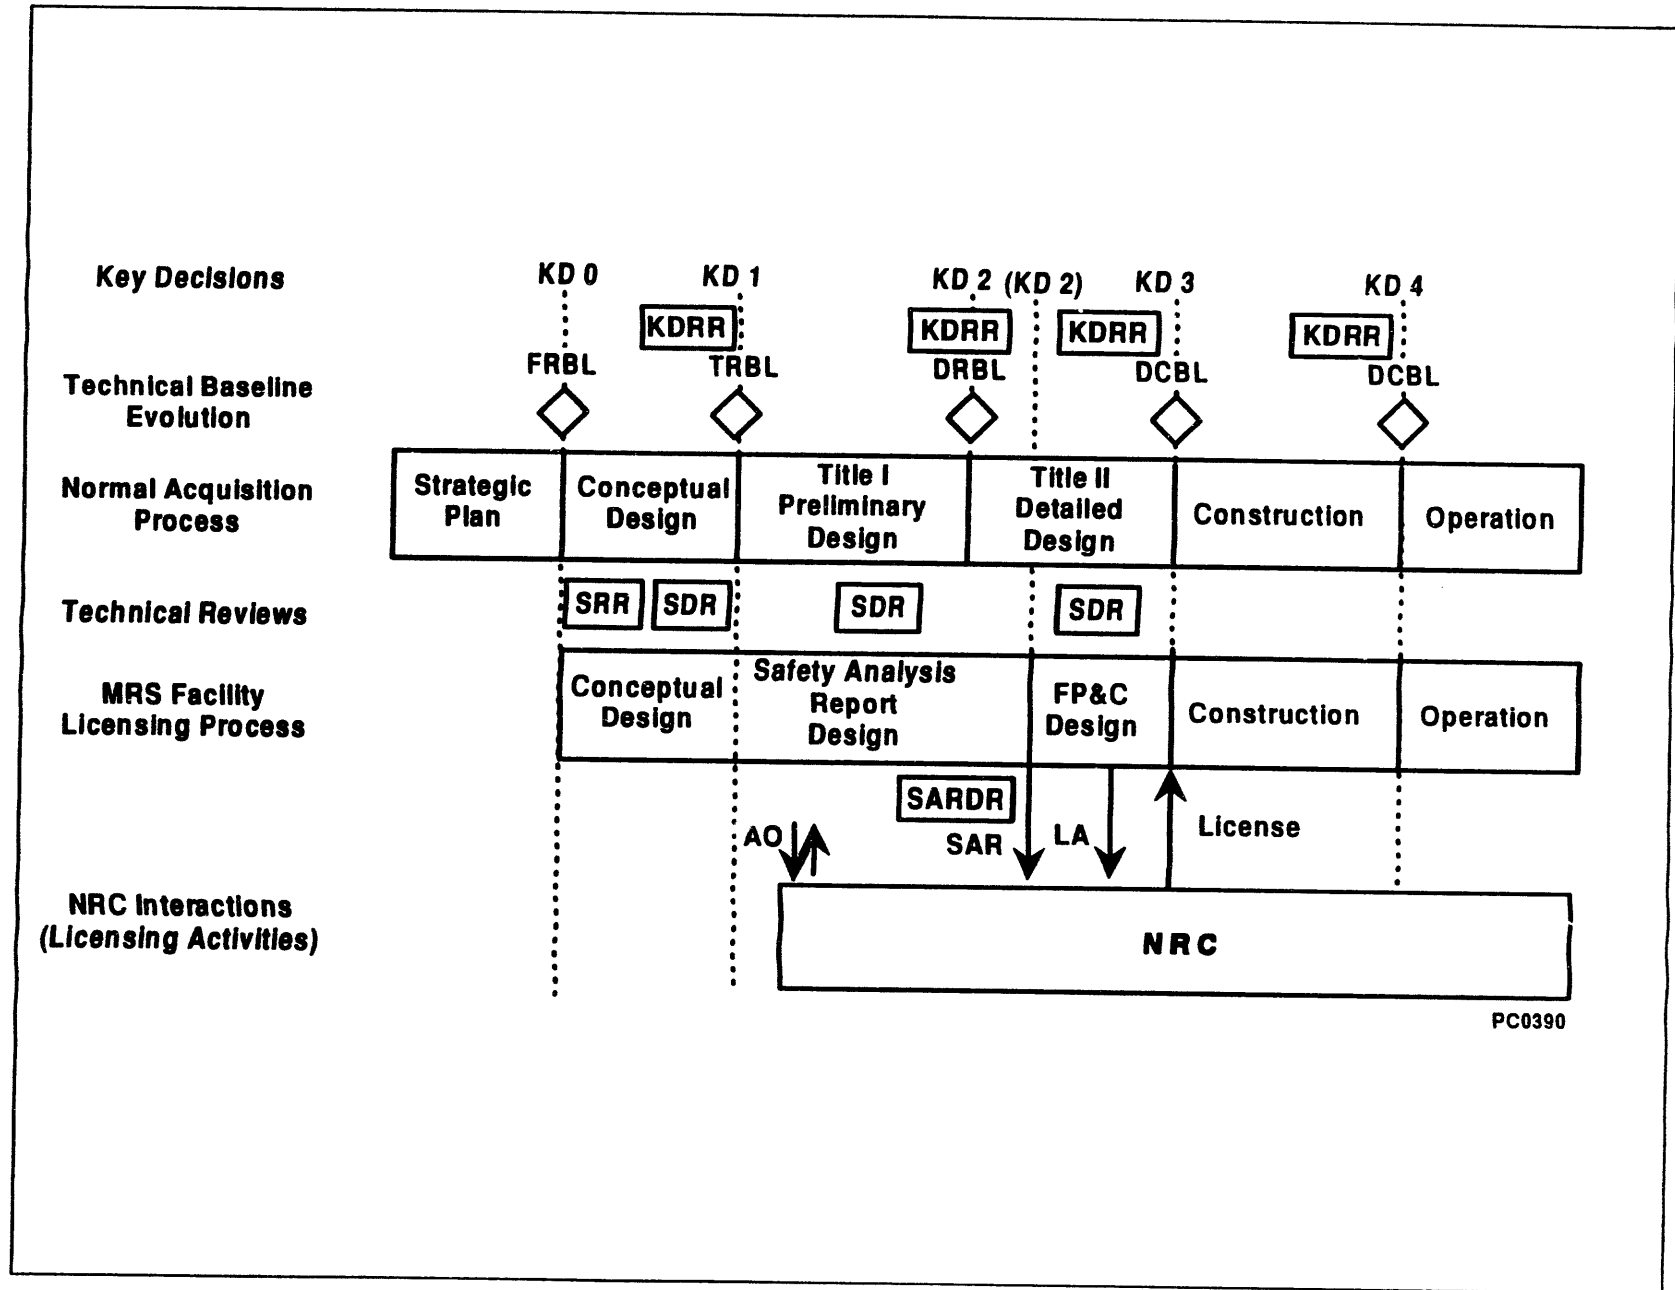 Key Decisions
KD 0
KD 1
KD 2 (KD 2)
KD 3
KD 4
KDRR
KDRR
KDRR
KDRR
Technical Baseline
Evolution
FRBL
TRBL
DRBL
DCBL
DCBL
Normal Acquisition
Process
Strategic
Plan
Conceptual
Design
Title I
Preliminary
Design
Title II
Detailed
Design
Construction
Operation
Technical Reviews
SRR
SDR
SDR
SDR
MRS Facility
Licensing Process
Conceptual
Design
Safety Analysis
Report
Design
FP&C
Design
Construction
Operation
SARDR
AO
SAR
LA
License
NRC Interactions
(Licensing Activities)
NRC
PC0390